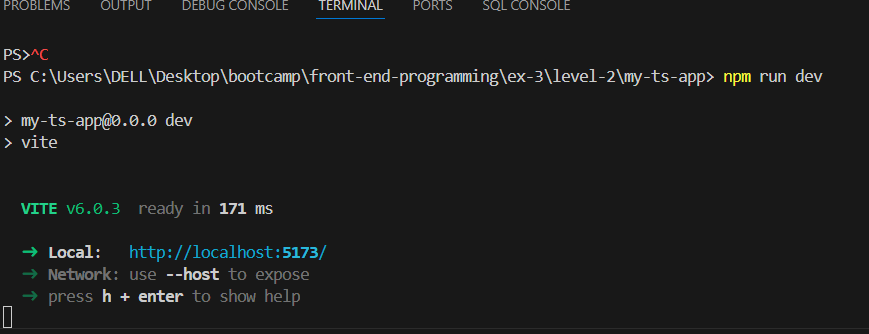 PROBLEMS OUTPUT DEBUG CONSOLE TERMINAL PORTS SQL CONSOLE
PS>^C
PS C:\Users\DELL\Desktop\bootcamp\front-end-programming\ex-3\level-2\my-ts-app> npm run dev
> my-ts-app@0.0.0 dev
> vite
VITE v6.0.3 ready in 171 ms
➜ Local: http://localhost:5173/
➜ Network: use --host to expose
➜ press h + enter to show help